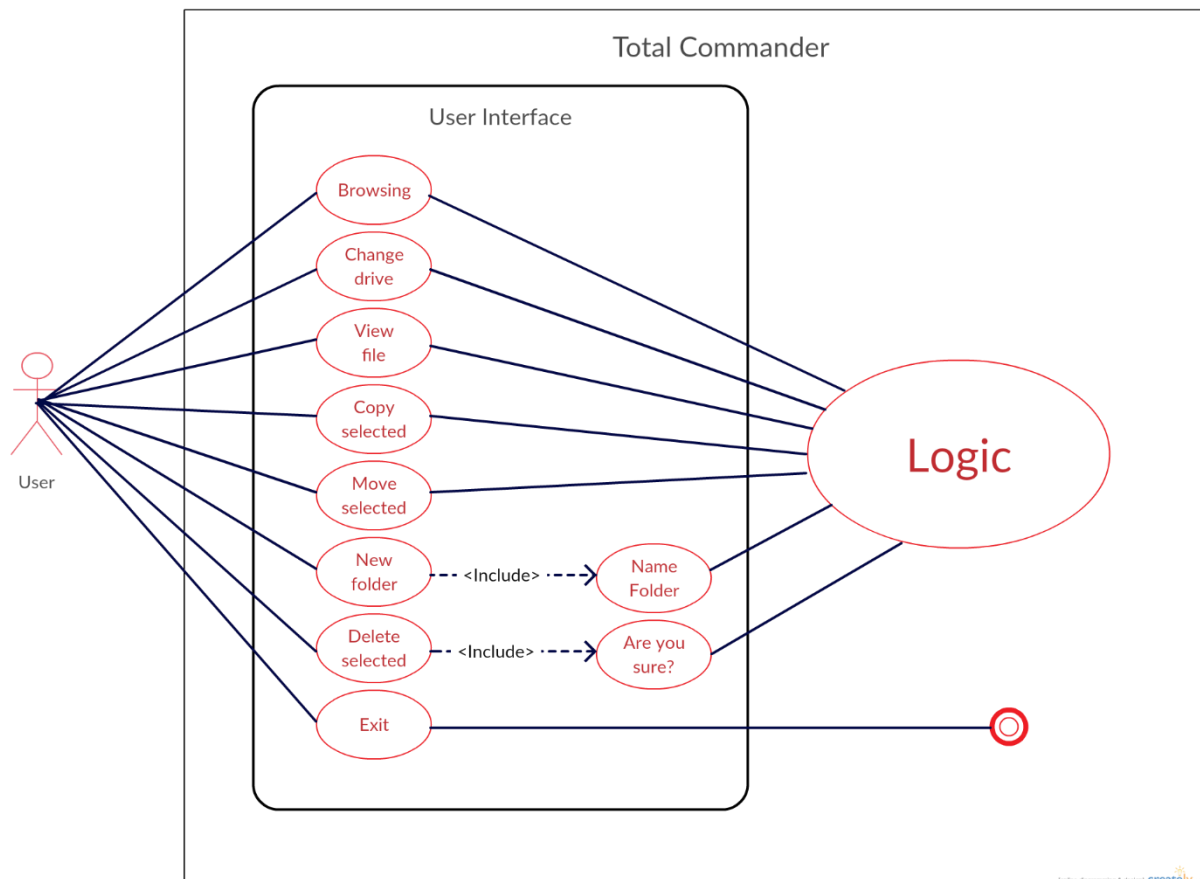 Total Commander
User Interface
Browsing
Change
drive
View
file
Copy
selected
Move
selected
New
folder
<Include>
Name
Folder
Delete
selected
<Include>
Are you
sure?
Exit
User
Logic
creately